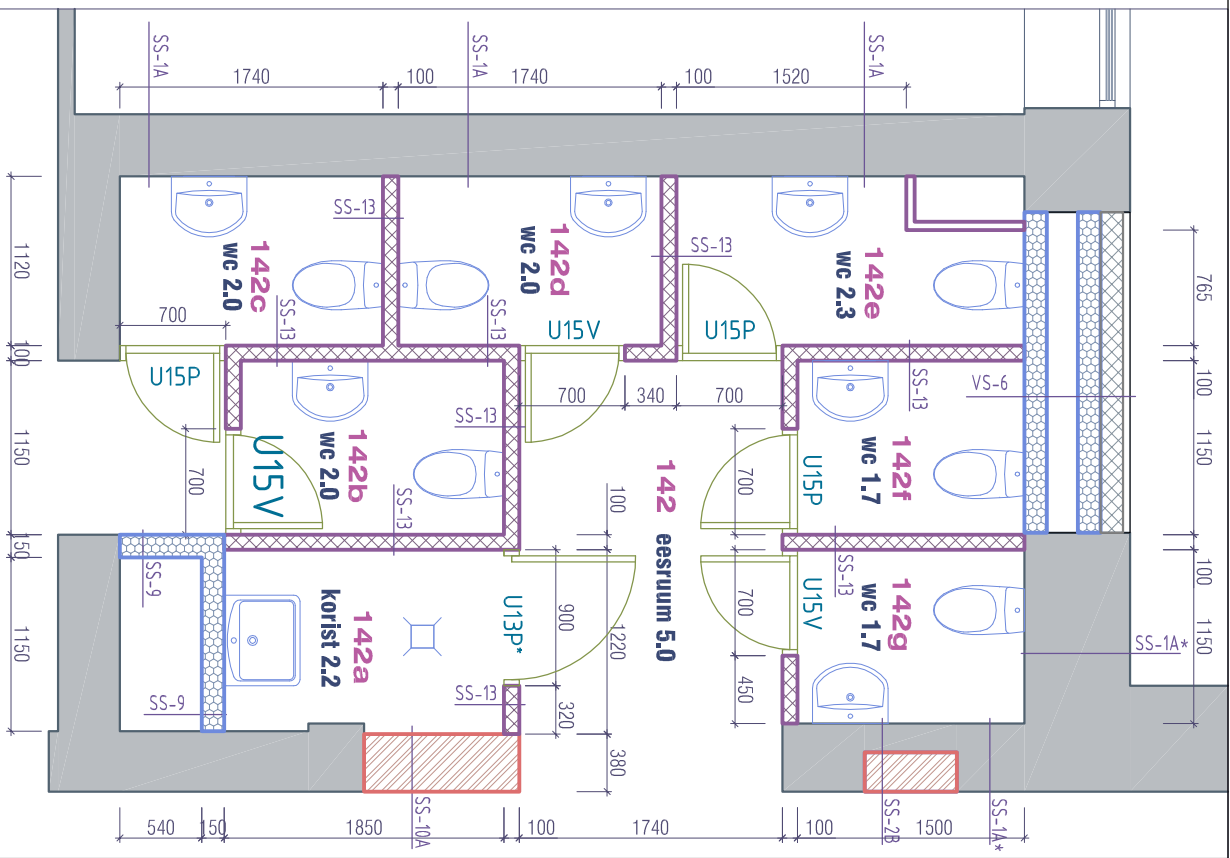 SS-1A
SS-1A
SS-1A
1740
100
1740
100
1520
SS-13
SS-13
142c
wc 2.0
142d
wc 2.0
142e
wc 2.3
1120
765
700
SS-13
SS-13
U15V
U15P
100
U15P
SS-13
VS-6
100
700
340
700
SS-13
U15V
142b
wc 2.0
142f
wc 1.7
1150
1150
700
SS-13
142
eesruum 5.0
700
U15P
100
150
SS-9
100
SS-13
korist 2.2
142a
U13P*
900
1220
700
U15V
142g
wc 1.7
1150
1150
SS-1A*
SS-9
SS-13
320
450
380
SS-10A
SS-2B
SS-1A*
540
150
1850
100
1740
100
1500